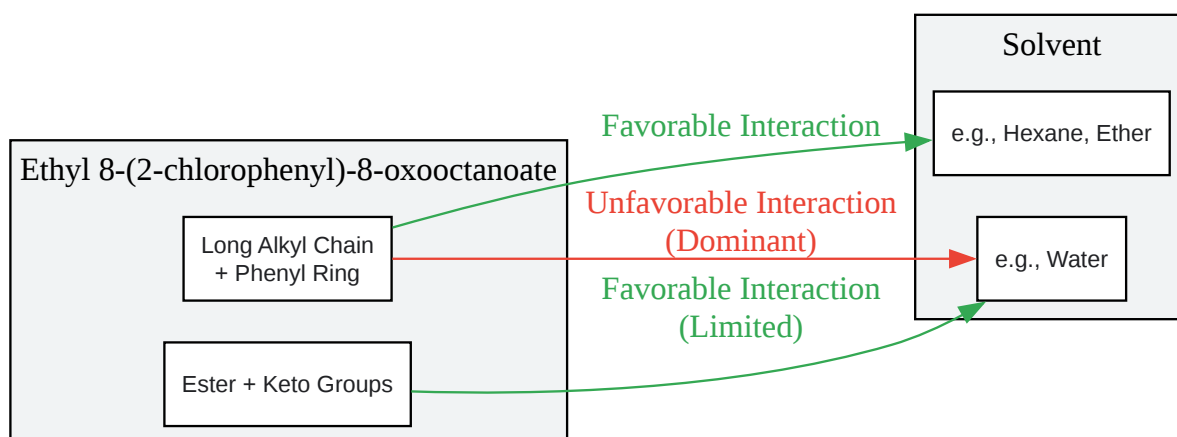 Solvent
e.g., Hexane, Ether
Favorable Interaction
Ethyl 8-(2-chlorophenyl)-8-oxooctanoate
Long Alkyl Chain
+ Phenyl Ring
Unfavorable Interaction
(Dominant)
e.g., Water
Favorable Interaction
(Limited)
Ester + Keto Groups